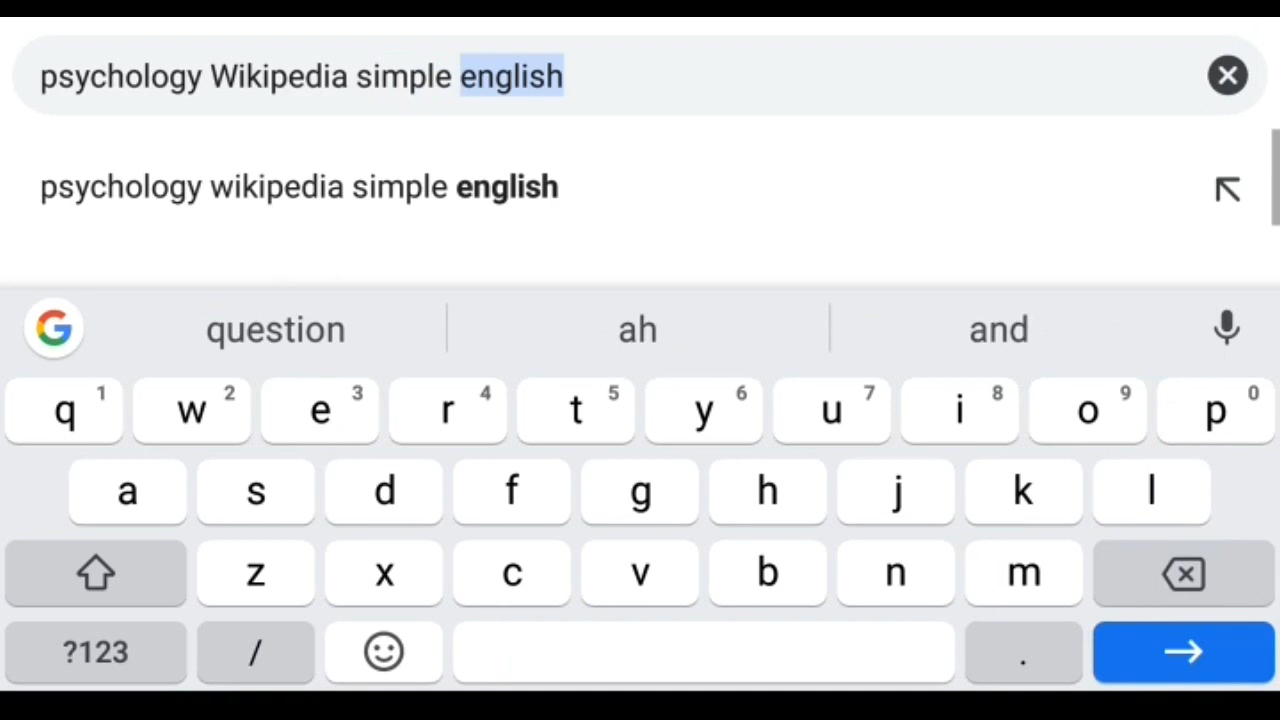 psychology Wikipedia simple english
psychology wikipedia simple english
question ah and
q 1 w 2 e 3 r 4 t 5 y 6 u 7 i 8 o 9 p 0
a s d f g h j k l
z x c v b n m
?123 / .